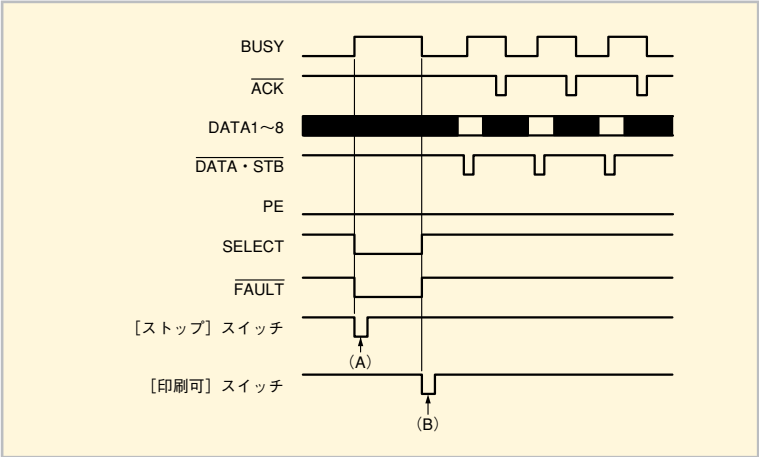 BUSY
ACK
DATA1～8
DATA・STB
PE
SELECT
FAULT
［ストップ］スイッチ
（A）
［印刷可］スイッチ
（B）